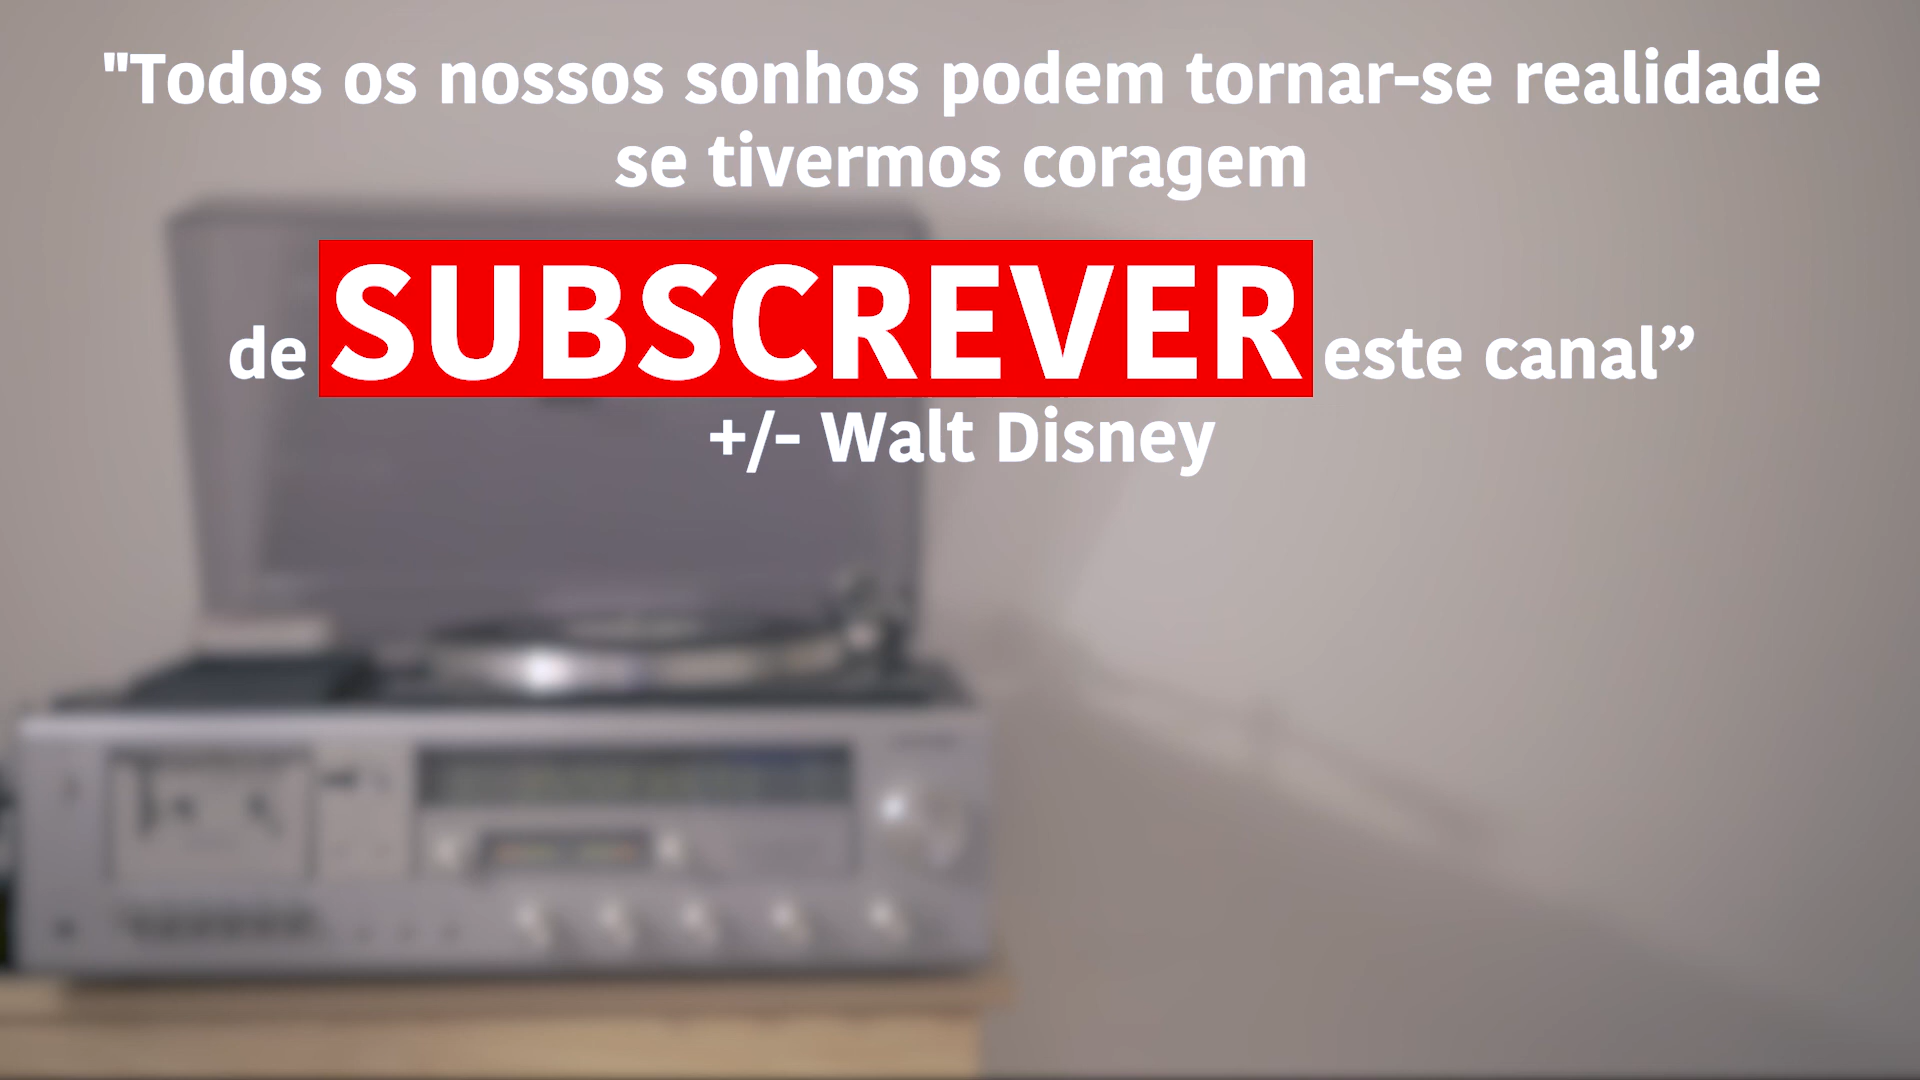 "Todos os nossos sonhos podem tornar-se realidade
se tivermos coragem
de SUBSCREVER este canal”
+/- Walt Disney